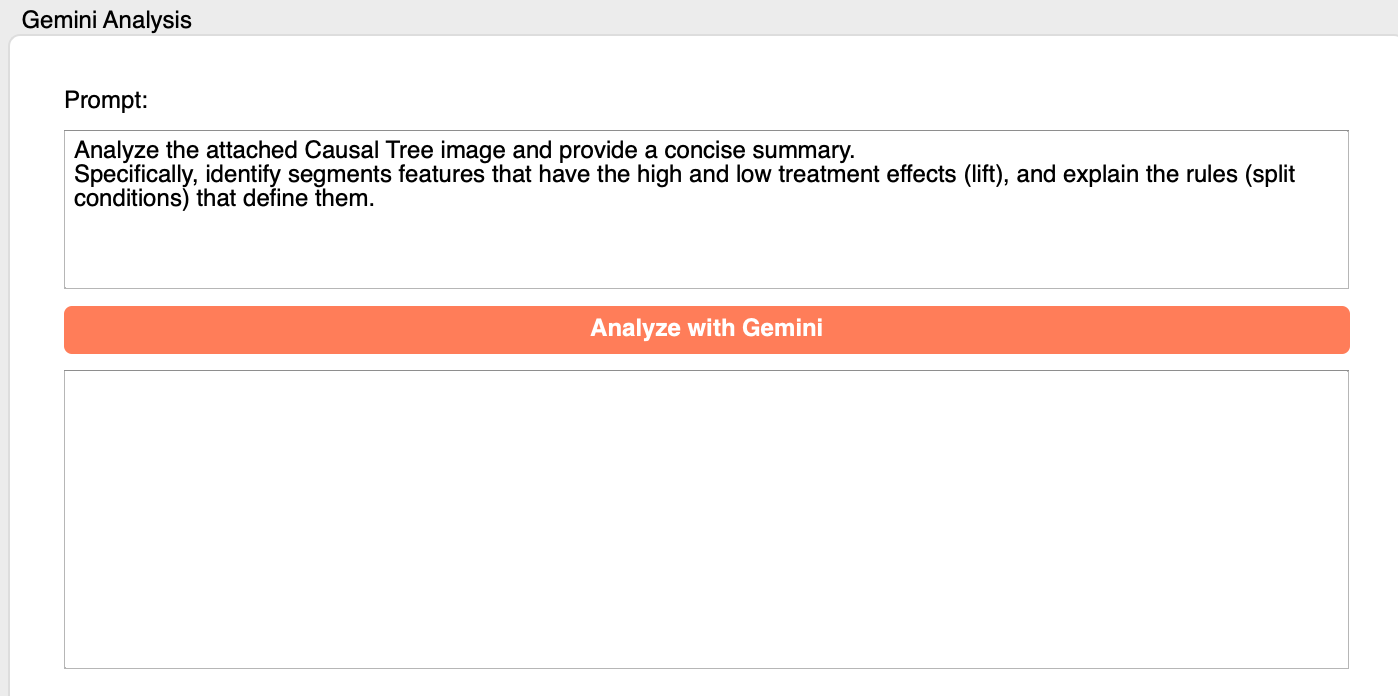 Gemini Analysis
Prompt:
Analyze the attached Causal Tree image and provide a concise summary.
Specifically, identify segments features that have the high and low treatment effects (lift), and explain the rules (split
conditions) that define them.
Analyze with Gemini